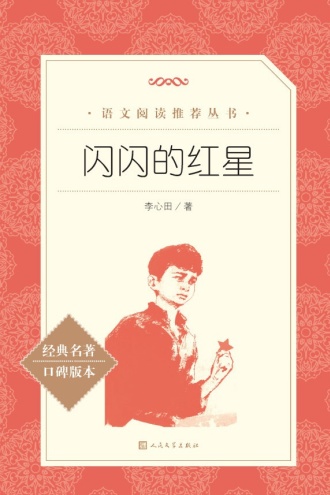 ·语文阅读推荐丛书·
闪闪的红星
李心田/著
经典名著
口碑版本
人民文学出版社